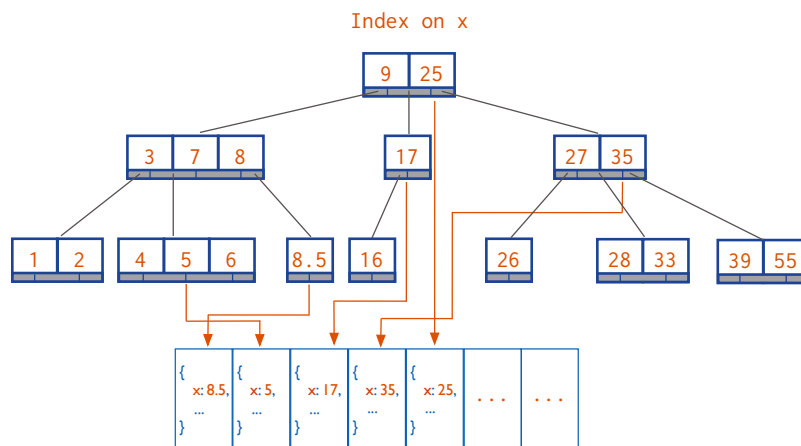 Index on x
9 25
3 7 8
17
27 35
1 2
4 5 6
8.5
16
26
28 33
39 55
{ x: 8.5, ... }
{ x: 5, ... }
{ x: 17, ... }
{ x: 35, ... }
{ x: 25, ... }
...
...